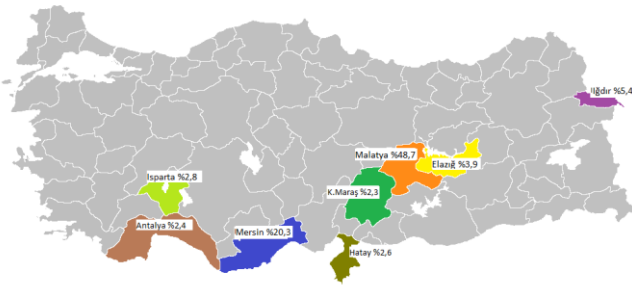 Iğdır %5,4
Malatya %48,7
Elazığ %3,9
Isparta %2,8
K.Maraş %2,3
Antalya %2,4
Mersin %20,3
Hatay %2,6